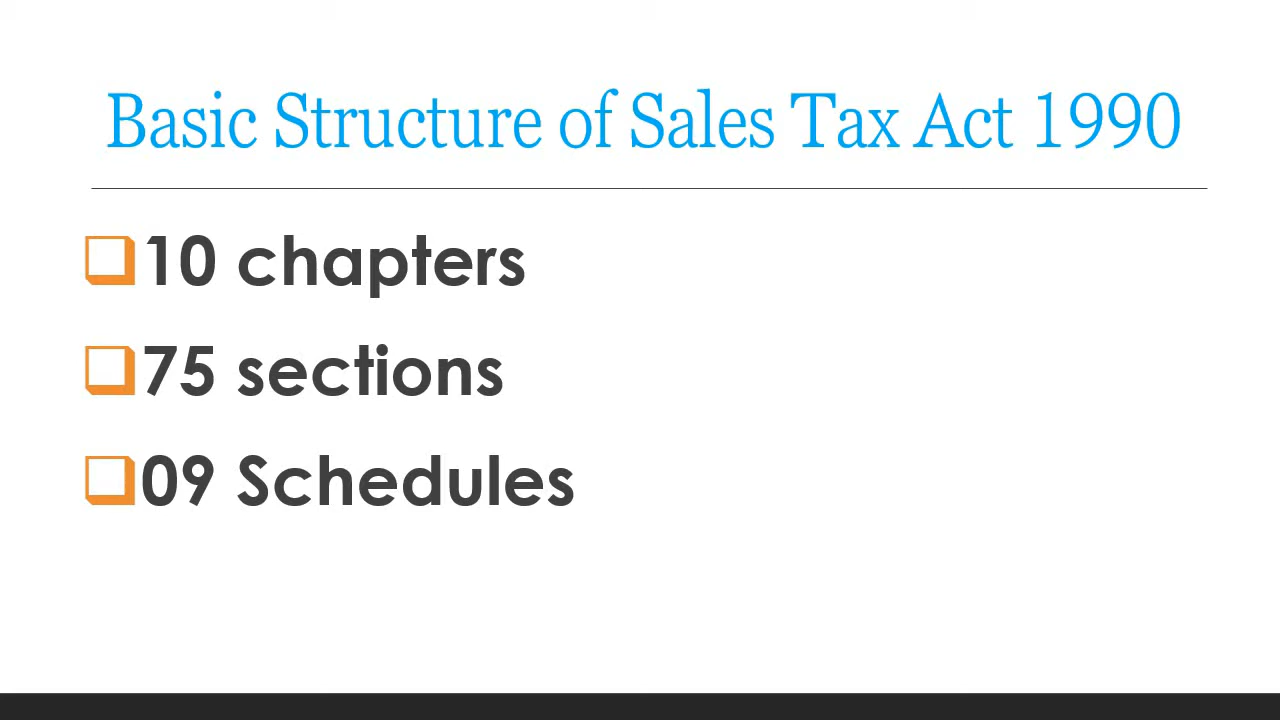 Basic Structure of Sales Tax Act 1990
❑10 chapters
❑75 sections
❑09 Schedules